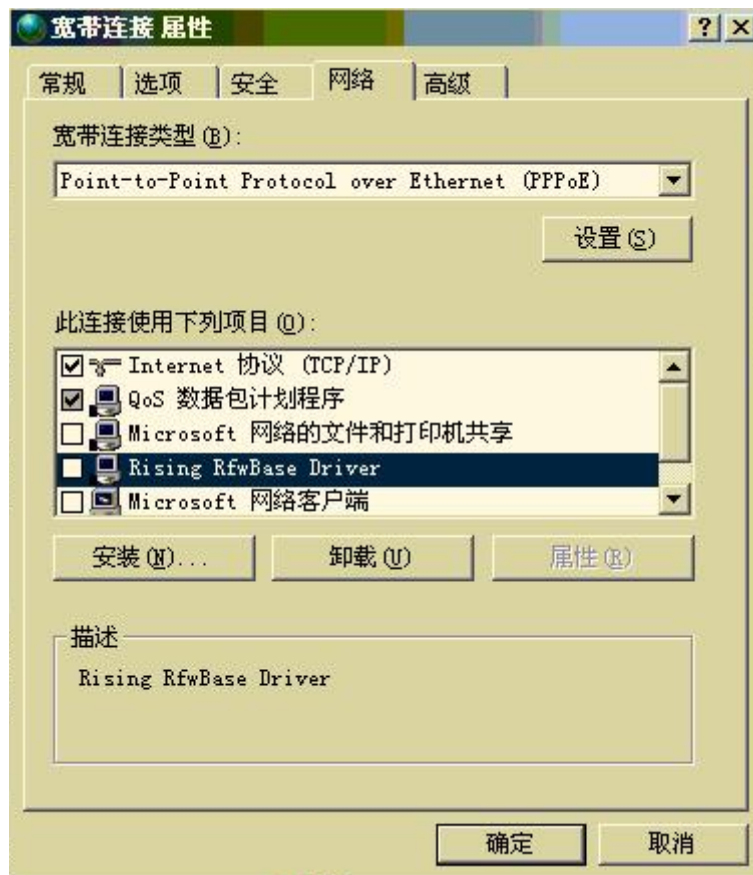 宽带连接 属性
常规 选项 安全 网络 高级
宽带连接类型(B):
Point-to-Point Protocol over Ethernet (PPPoE)
设置(S)
此连接使用下列项目(O):
Internet 协议 (TCP/IP)
QoS 数据包计划程序
Microsoft 网络的文件和打印机共享
Rising RfwBase Driver
Microsoft 网络客户端
安装(N)... 卸载(U) 属性(R)
描述
Rising RfwBase Driver
确定 取消